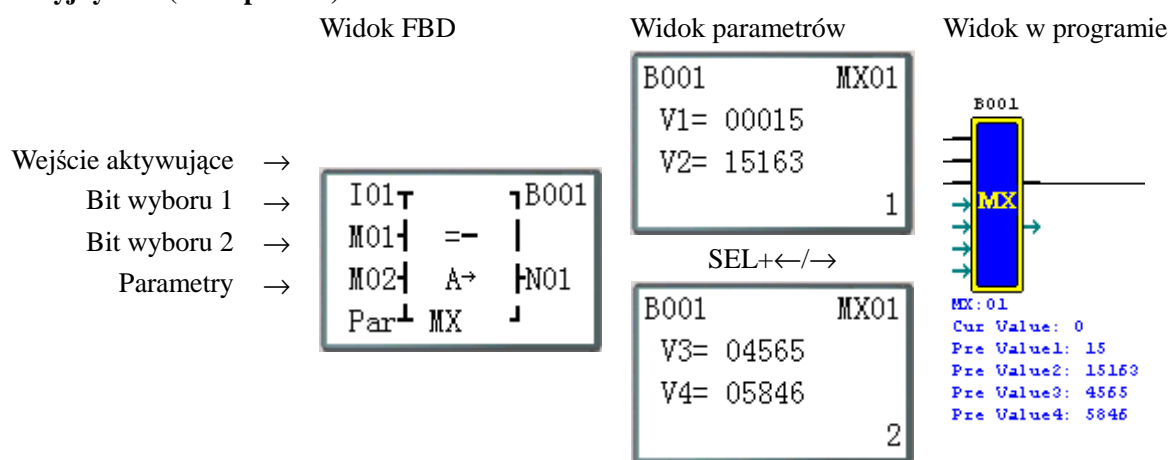 Widok FBD Widok parametrów Widok w programie
Wejście aktywujące →
Bit wyboru 1 →
Bit wyboru 2 →
Parametry →
I01 B001
M01 =
M02 A→ N01
Par MX
B001 MX01
V1= 00015
V2= 15163
1
SEL+←/→
B001 MX01
V3= 04565
V4= 05846
2
B001
MX
MX:01
Cur Value: 0
Pre Value1: 15
Pre Value2: 15163
Pre Value3: 4565
Pre Value4: 5846